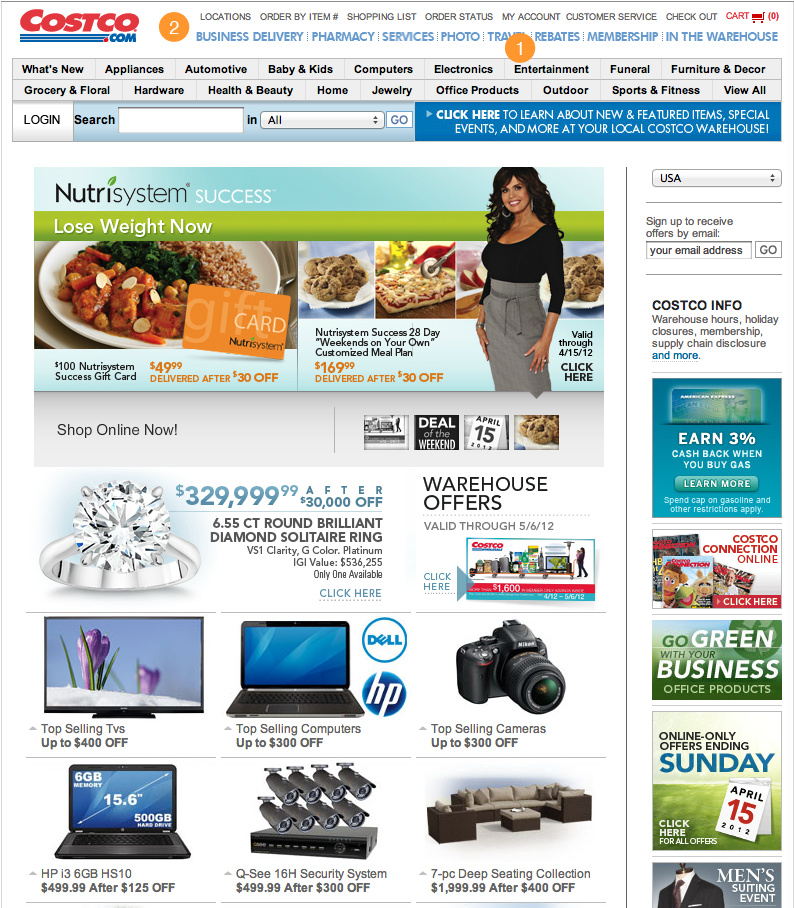 COSTCO
.COM
2
LOCATIONS ORDER BY ITEM # SHOPPING LIST ORDER STATUS MY ACCOUNT CUSTOMER SERVICE CHECK OUT CART (0)
BUSINESS DELIVERY PHARMACY SERVICES PHOTO TRAVEL REBATES MEMBERSHIP IN THE WAREHOUSE
1
What's New Appliances Automotive Baby & Kids Computers Electronics Entertainment Funeral Furniture & Decor
Grocery & Floral Hardware Health & Beauty Home Jewelry Office Products Outdoor Sports & Fitness View All
LOGIN Search in All GO
CLICK HERE TO LEARN ABOUT NEW & FEATURED ITEMS, SPECIAL
EVENTS, AND MORE AT YOUR LOCAL COSTCO WAREHOUSE!
Nutrisystem® SUCCESS™
Lose Weight Now
gift
CARD
Nutrisystem®
$100 Nutrisystem
Success Gift Card
$49.99
DELIVERED AFTER $30 OFF
Nutrisystem Success 28 Day
"Weekends on Your Own"
Customized Meal Plan
$169.99
DELIVERED AFTER $30 OFF
Valid
through
4/15/12
CLICK
HERE
Shop Online Now!
DEAL
of the
WEEKEND
APRIL
15
2012
$329,999.99 AFTER
$30,000 OFF
6.55 CT ROUND BRILLIANT
DIAMOND SOLITAIRE RING
VS1 Clarity, G Color. Platinum
IGI Value: $536,255
Only One Available
CLICK HERE
WAREHOUSE
OFFERS
VALID THROUGH 5/6/12
CLICK
HERE
COSTCO
MORE THAN $1,600 IN MEMBER-ONLY SAVINGS INSIDE
4/12 – 5/6/12
DELL
hp
Nikon
Top Selling Tvs
Up to $400 OFF
Top Selling Computers
Up to $300 OFF
Top Selling Cameras
Up to $300 OFF
6GB
MEMORY
15.6"
500GB
HARD DRIVE
HP i3 6GB HS10
$499.99 After $125 OFF
Q-See 16H Security System
$499.99 After $300 OFF
7-pc Deep Seating Collection
$1,999.99 After $400 OFF
USA
Sign up to receive
offers by email:
your email address GO
COSTCO INFO
Warehouse hours, holiday
closures, membership,
supply chain disclosure
and more.
AMERICAN EXPRESS
EARN 3%
CASH BACK WHEN
YOU BUY GAS
LEARN MORE
Spend cap on gasoline and
other restrictions apply.
COSTCO
CONNECTION
ONLINE
CLICK HERE
GO GREEN
WITH YOUR
BUSINESS
OFFICE PRODUCTS
ONLINE-ONLY
OFFERS ENDING
SUNDAY
APRIL
15
2012
CLICK
HERE
FOR ALL OFFERS
MEN'S
SUITING
EVENT